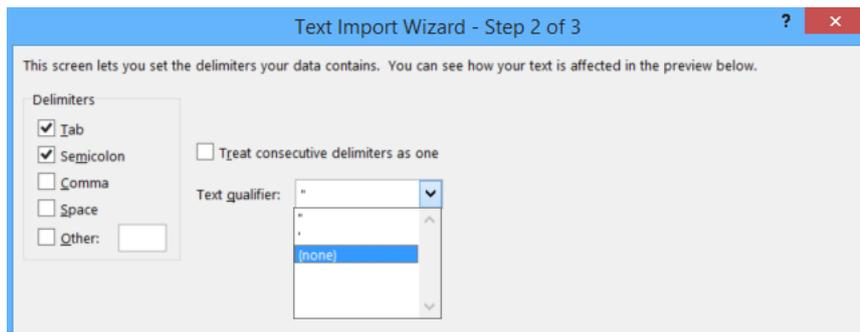 Text Import Wizard - Step 2 of 3
? ×
This screen lets you set the delimiters your data contains. You can see how your text is affected in the preview below.
Delimiters
Tab
Semicolon
Treat consecutive delimiters as one
Comma
Text qualifier: "
Space
"
'
Other:
(none)